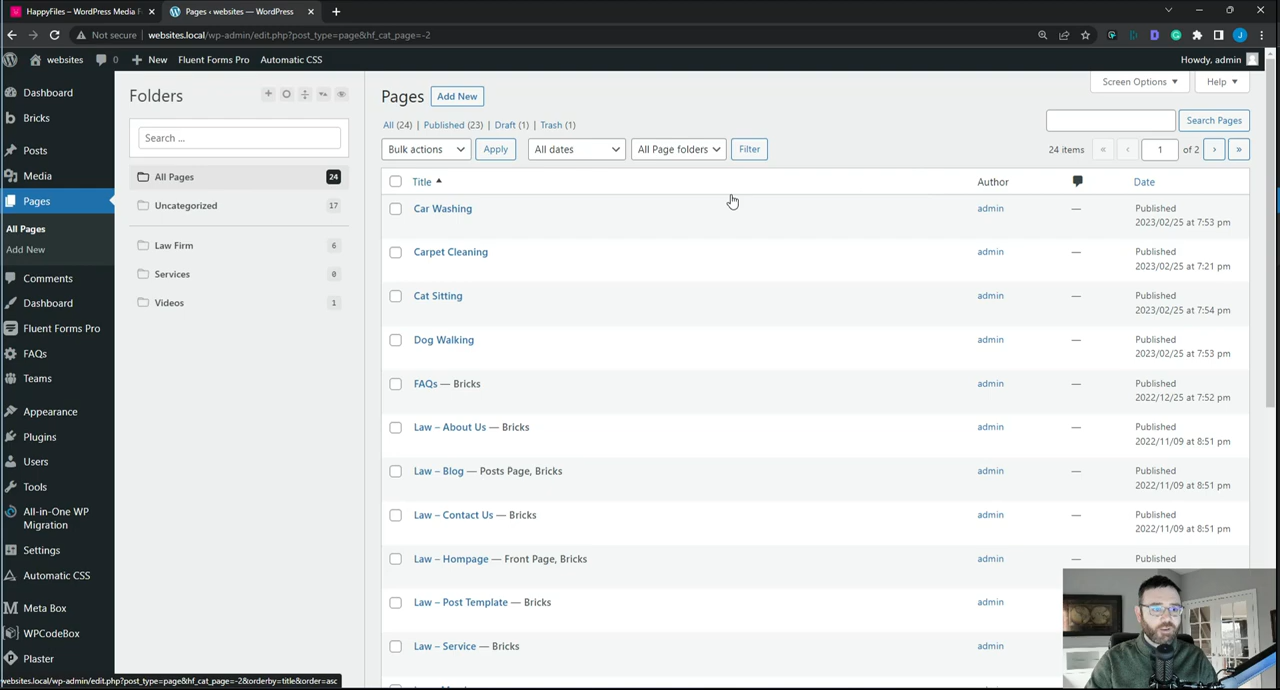 HappyFiles – WordPress Media F
Pages ‹ websites — WordPress
Not secure
websites.local/wp-admin/edit.php?post_type=page&hf_cat_page=-2
websites
0
New
Fluent Forms Pro
Automatic CSS
Howdy, admin
Dashboard
Bricks
Posts
Media
Pages
All Pages
Add New
Comments
Dashboard
Fluent Forms Pro
FAQs
Teams
Appearance
Plugins
Users
Tools
All-in-One WP
Migration
Settings
Automatic CSS
Meta Box
WPCodeBox
Plaster
Folders
Search ...
All Pages 24
Uncategorized 17
Law Firm 6
Services 0
Videos 1
Screen Options
Help
Pages
Add New
All (24) | Published (23) | Draft (1) | Trash (1)
Search Pages
Bulk actions
Apply
All dates
All Page folders
Filter
24 items « ‹ 1 of 2 › »
Title Author Date
Car Washing admin — Published
2023/02/25 at 7:53 pm
Carpet Cleaning admin — Published
2023/02/25 at 7:21 pm
Cat Sitting admin — Published
2023/02/25 at 7:54 pm
Dog Walking admin — Published
2023/02/25 at 7:53 pm
FAQs — Bricks admin — Published
2022/12/25 at 7:52 pm
Law – About Us — Bricks admin — Published
2022/11/09 at 8:51 pm
Law – Blog — Posts Page, Bricks admin — Published
2022/11/09 at 8:51 pm
Law – Contact Us — Bricks admin — Published
2022/11/09 at 8:51 pm
Law – Hompage — Front Page, Bricks admin — Published
Law – Post Template — Bricks admin
Law – Service — Bricks admin
websites.local/wp-admin/edit.php?post_type=page&hf_cat_page=-2&orderby=title&order=asc